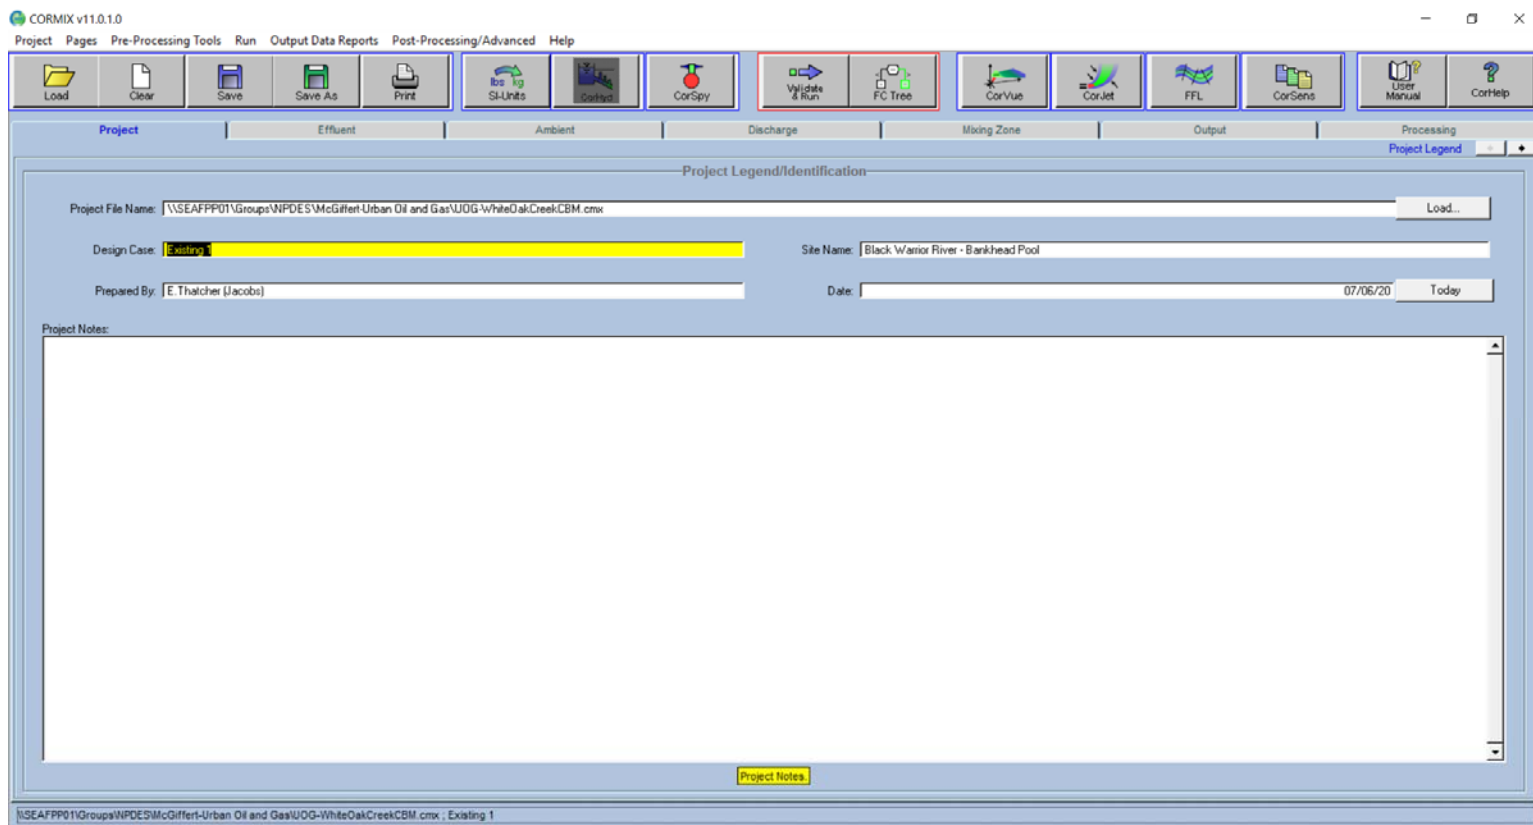 CORMIX v11.0.1.0
Project Pages Pre-Processing Tools Run Output Data Reports Post-Processing/Advanced Help
Load Clear Save Save As Print lbs kg SI-Units CorHyd CorSpy Validate & Run FC Tree CorVue CorJet FFL CorSens User Manual CorHelp
Project Effluent Ambient Discharge Mixing Zone Output Processing
Project Legend
Project Legend/Identification
Project File Name: \\SEAFPP01\Groups\NPDES\McGiffert-Urban Oil and Gas\UOG-WhiteOakCreekCBM.cmx Load...
Design Case: Existing 1 Site Name: Black Warrior River - Bankhead Pool
Prepared By: E.Thatcher (Jacobs) Date: 07/06/20 Today
Project Notes:
Project Notes.
\\SEAFPP01\Groups\NPDES\McGiffert-Urban Oil and Gas\UOG-WhiteOakCreekCBM.cmx ; Existing 1